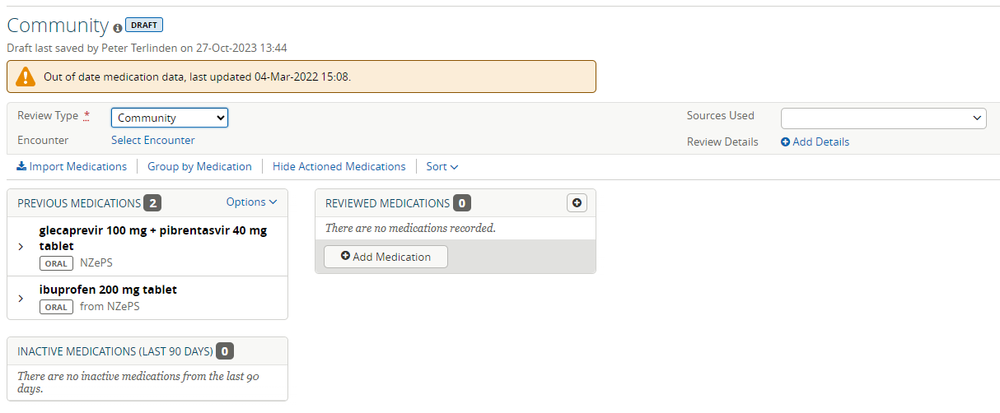 Community DRAFT
Draft last saved by Peter Terlinden on 27-Oct-2023 13:44
Out of date medication data, last updated 04-Mar-2022 15:08.
Review Type * Community
Sources Used
Encounter Select Encounter
Review Details Add Details
Import Medications Group by Medication Hide Actioned Medications Sort
PREVIOUS MEDICATIONS 2 Options
glecaprevir 100 mg + pibrentasvir 40 mg
tablet
ORAL NZePS
ibuprofen 200 mg tablet
ORAL from NZePS
INACTIVE MEDICATIONS (LAST 90 DAYS) 0
There are no inactive medications from the last 90
days.
REVIEWED MEDICATIONS 0
There are no medications recorded.
Add Medication